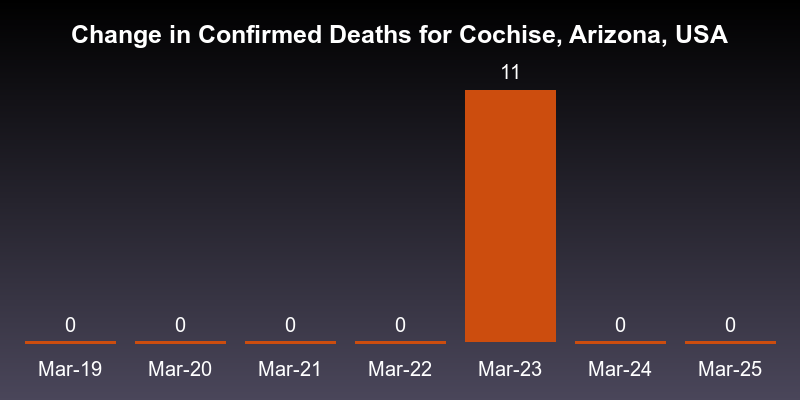 Change in Confirmed Deaths for Cochise, Arizona, USA
11
0 0 0 0 0 0
Mar-19 Mar-20 Mar-21 Mar-22 Mar-23 Mar-24 Mar-25